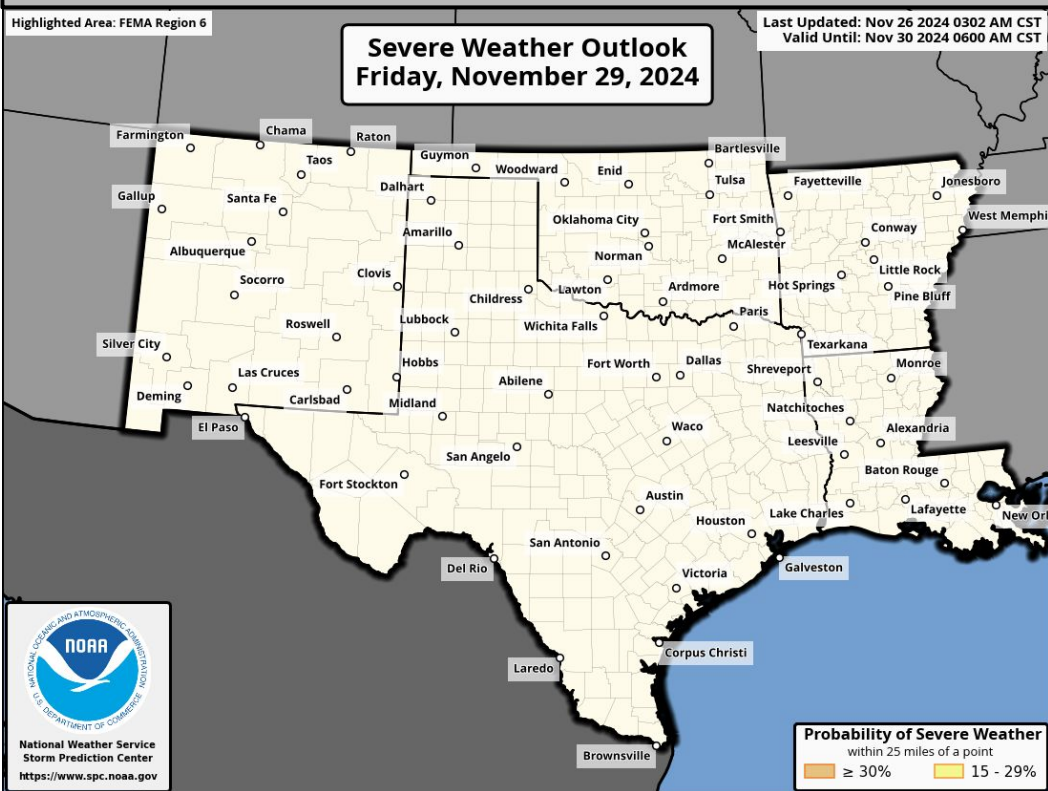 Highlighted Area: FEMA Region 6
Severe Weather Outlook
Friday, November 29, 2024
Last Updated: Nov 26 2024 0302 AM CST
Valid Until: Nov 30 2024 0600 AM CST
Farmington
Chama
Raton
Taos
Guymon
Woodward
Enid
Bartlesville
Tulsa
Fayetteville
Jonesboro
Gallup
Santa Fe
Dalhart
Oklahoma City
Fort Smith
West Memphi
Albuquerque
Amarillo
Norman
McAlester
Conway
Socorro
Clovis
Childress
Lawton
Ardmore
Hot Springs
Little Rock
Pine Bluff
Roswell
Lubbock
Wichita Falls
Paris
Texarkana
Silver City
Las Cruces
Hobbs
Abilene
Fort Worth
Dallas
Shreveport
Monroe
Deming
Carlsbad
Midland
Natchitoches
El Paso
Waco
Leesville
Alexandria
San Angelo
Fort Stockton
Baton Rouge
Austin
Houston
Lake Charles
Lafayette
New Orl
San Antonio
Del Rio
Victoria
Galveston
Laredo
Corpus Christi
Brownsville
NATIONAL OCEANIC AND ATMOSPHERIC ADMINISTRATION
NOAA
U.S. DEPARTMENT OF COMMERCE
National Weather Service
Storm Prediction Center
https://www.spc.noaa.gov
Probability of Severe Weather
within 25 miles of a point
≥ 30%
15 - 29%